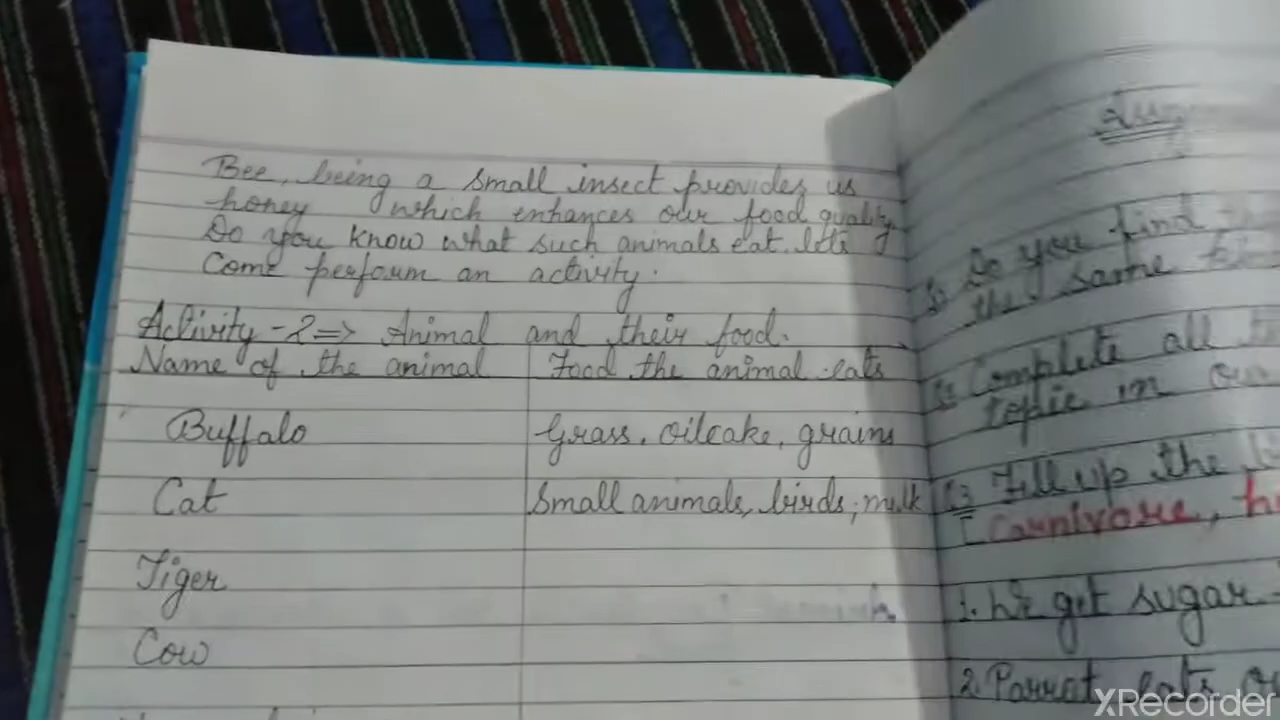 Bee, being a small insect provides us
honey which enhances our food quality
Do you know what such animals eat. lets
Come perform an activity.
Activity-2=> Animal and their food.
Name of the animal Food the animal eats
Buffalo Grass, oilcake, grains
Cat Small animals, birds, milk
Tiger
Cow
Do you find
the same
Complete all
topic in our
Q3 Fill up the
[Carnivore,
1. We get sugar
2. Parrot eats
XRecorder